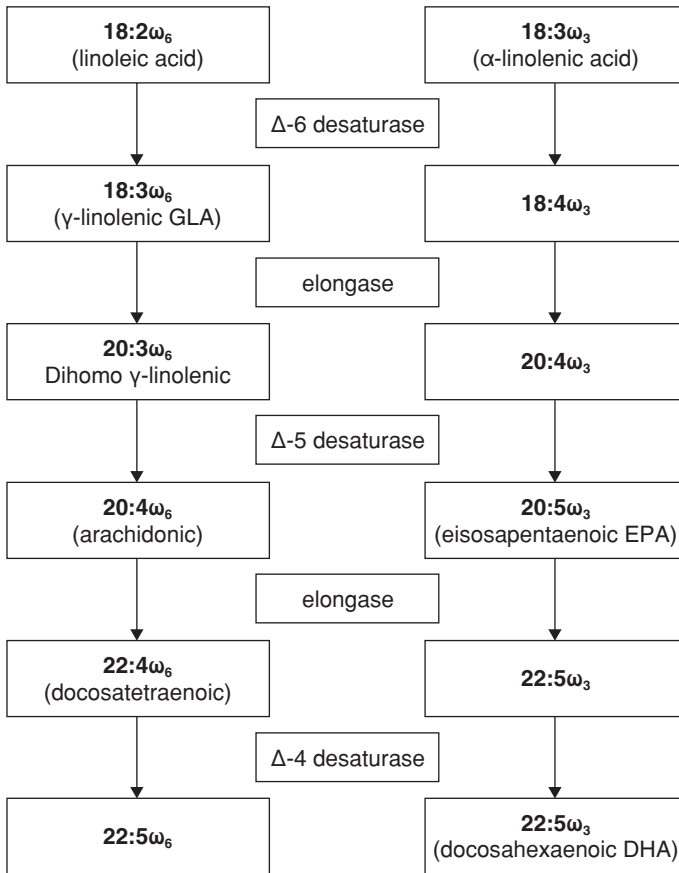 18:2ω₆
(linoleic acid)
18:3ω₃
(α-linolenic acid)
Δ-6 desaturase
18:3ω₆
(γ-linolenic GLA)
18:4ω₃
elongase
20:3ω₆
Dihomo γ-linolenic
20:4ω₃
Δ-5 desaturase
20:4ω₆
(arachidonic)
20:5ω₃
(eisosapentaenoic EPA)
elongase
22:4ω₆
(docosatetraenoic)
22:5ω₃
Δ-4 desaturase
22:5ω₆
22:5ω₃
(docosahexaenoic DHA)